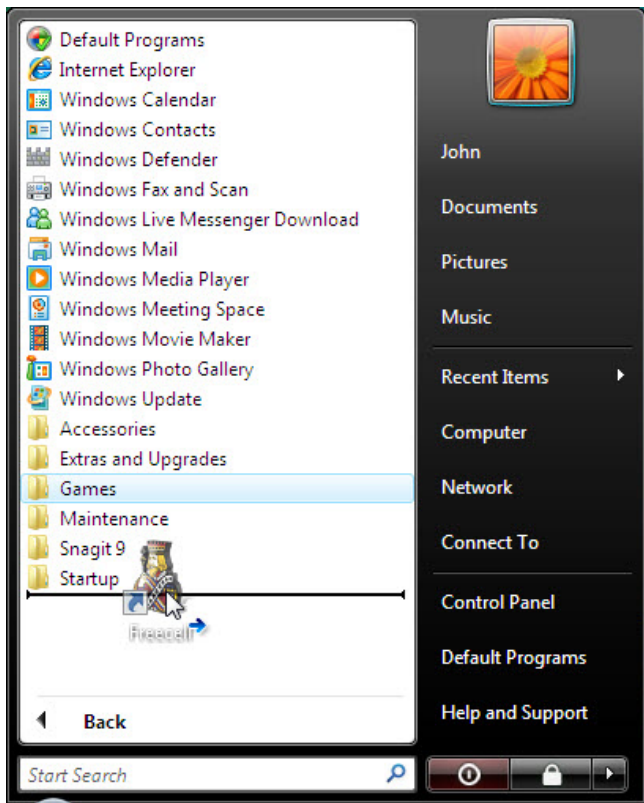 Default Programs
Internet Explorer
Windows Calendar
Windows Contacts
Windows Defender
Windows Fax and Scan
Windows Live Messenger Download
Windows Mail
Windows Media Player
Windows Meeting Space
Windows Movie Maker
Windows Photo Gallery
Windows Update
Accessories
Extras and Upgrades
Games
Maintenance
Snagit 9
Startup
Freecell
Back
Start Search
John
Documents
Pictures
Music
Recent Items
Computer
Network
Connect To
Control Panel
Default Programs
Help and Support